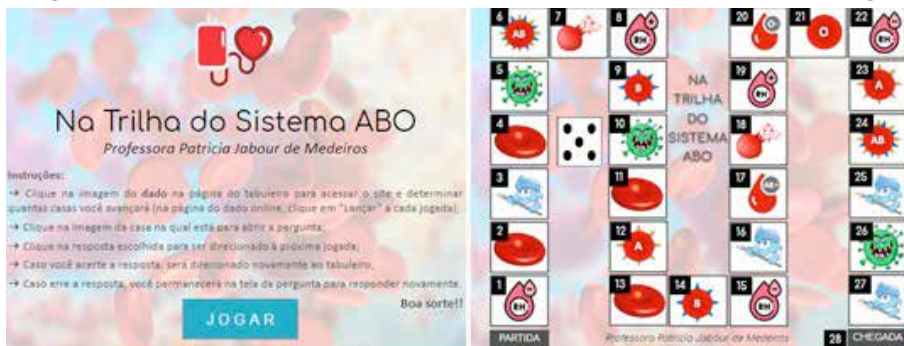 Na Trilha do Sistema ABO
Professora Patricia Jabour de Medeiros
Instruções:
→ Clique na imagem do dado na página do tabuleiro para acessar o site e determinar
quantas casas você avançará (na página do dado online, clique em "Lançar" a cada jogada);
→ Clique na imagem da casa na qual está para abrir a pergunta;
→ Clique na resposta escolhida para ser direcionado à próxima jogada;
→ Caso você acerte a resposta, será direcionado novamente ao tabuleiro;
→ Caso erre a resposta, você permanecerá na tela da pergunta para responder novamente.
Boa sorte!!
JOGAR
6 AB 7 8 RH 20 O- 21 O 22 RH
5 9 B 19 RH 23 A
NA
TRILHA
DO
SISTEMA
ABO
4 10 18 24 AB
3 11 17 AB+ 25
2 12 A 16 26
1 RH 13 14 B 15 RH 27
PARTIDA Professora Patricia Jabour de Medeiros 28 CHEGADA